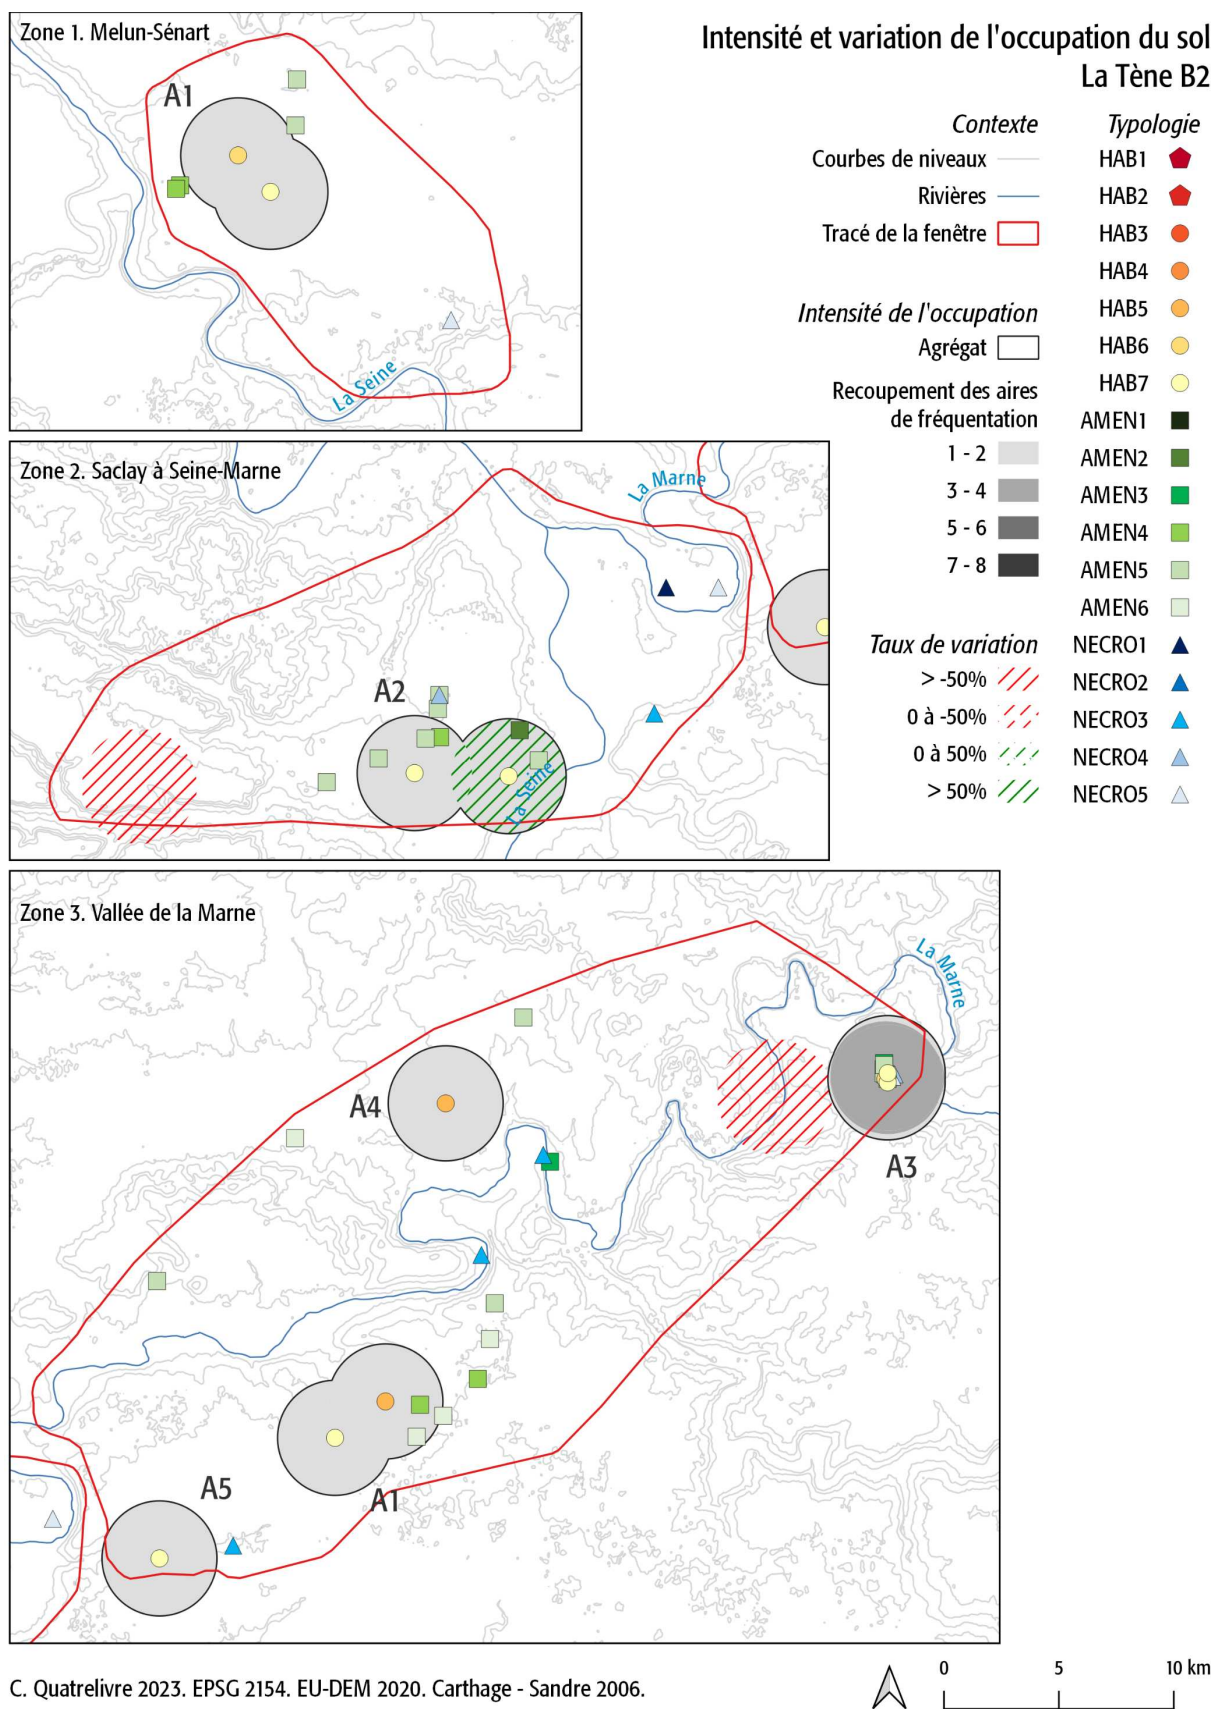 Zone 1. Melun-Sénart
A1
La Seine
Zone 2. Saclay à Seine-Marne
La Marne
A2
La Seine
Zone 3. Vallée de la Marne
La Marne
A4
A3
A5
A1
Intensité et variation de l'occupation du sol
La Tène B2
Contexte
Courbes de niveaux
Rivières
Tracé de la fenêtre
Intensité de l'occupation
Agrégat
Recoupement des aires
de fréquentation
1 - 2
3 - 4
5 - 6
7 - 8
Taux de variation
> -50%
0 à -50%
0 à 50%
> 50%
Typologie
HAB1
HAB2
HAB3
HAB4
HAB5
HAB6
HAB7
AMEN1
AMEN2
AMEN3
AMEN4
AMEN5
AMEN6
NECRO1
NECRO2
NECRO3
NECRO4
NECRO5
C. Quatrelivre 2023. EPSG 2154. EU-DEM 2020. Carthage - Sandre 2006.
0 5 10 km